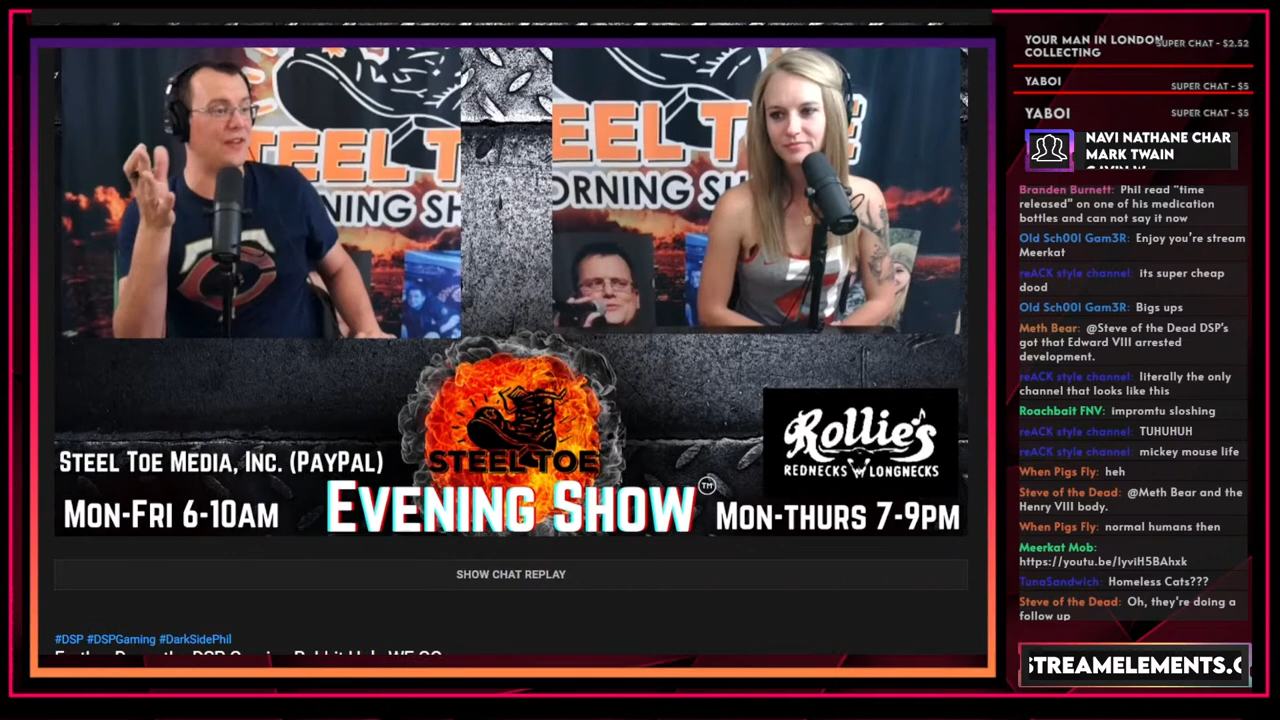 STEEL TOE
ORNING SH
EEL TOE
NING SH
STEEL TOE
Rollie's
REDNECKS LONGNECKS
STEEL TOE MEDIA, INC. (PAYPAL)
MON-FRI 6-10AM
EVENING SHOW
TM
MON-THURS 7-9PM
SHOW CHAT REPLAY
#DSP #DSPGaming #DarkSidePhil
YOUR MAN IN LONDON
COLLECTING
SUPER CHAT - $2.52
YABOI
SUPER CHAT - $5
YABOI
SUPER CHAT - $5
NAVI NATHANE CHAR
MARK TWAIN
Branden Burnett: Phil read "time
released" on one of his medication
bottles and can not say it now
Old Sch00l Gam3R: Enjoy you're stream
Meerkat
reACK style channel: its super cheap
dood
Old Sch00l Gam3R: Bigs ups
Meth Bear: @Steve of the Dead DSP's
got that Edward VIII arrested
development.
reACK style channel: literally the only
channel that looks like this
Roachbait FNV: impromtu sloshing
reACK style channel: TUHUHUH
reACK style channel: mickey mouse life
When Pigs Fly: heh
Steve of the Dead: @Meth Bear and the
Henry VIII body.
When Pigs Fly: normal humans then
Meerkat Mob:
https://youtu.be/lyviH5BAhxk
TunaSandwich: Homeless Cats???
Steve of the Dead: Oh, they're doing a
follow up
STREAMELEMENTS.C